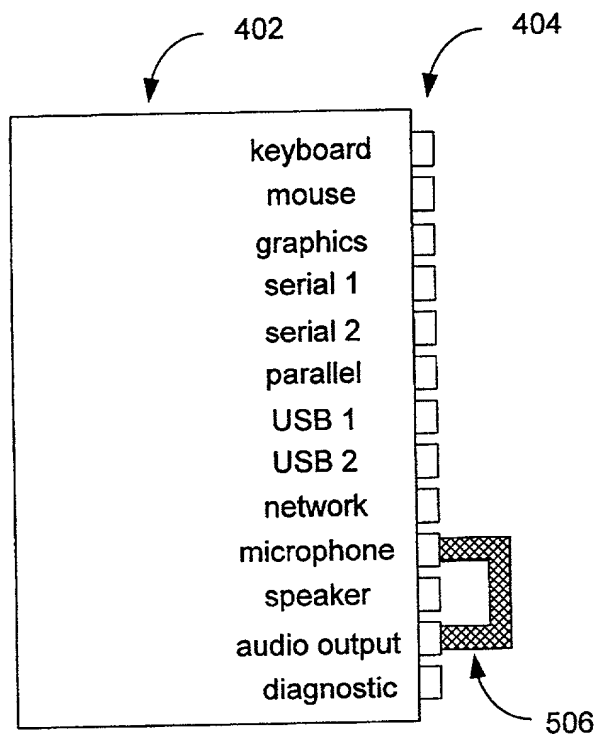 402
404
keyboard
mouse
graphics
serial 1
serial 2
parallel
USB 1
USB 2
network
microphone
speaker
audio output
diagnostic
506